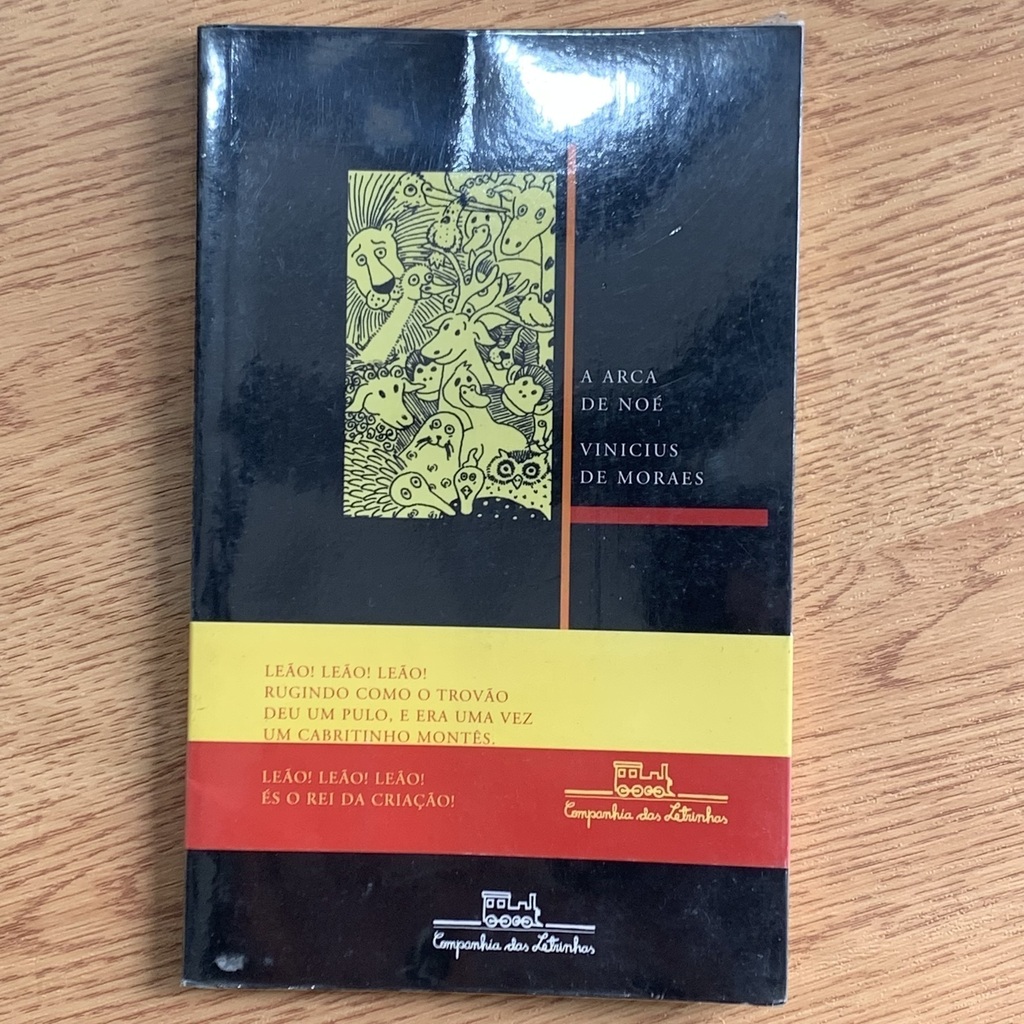 A ARCA
DE NOÉ
VINICIUS
DE MORAES
LEÃO! LEÃO! LEÃO!
RUGINDO COMO O TROVÃO
DEU UM PULO, E ERA UMA VEZ
UM CABRITINHO MONTÊS.
LEÃO! LEÃO! LEÃO!
ÉS O REI DA CRIAÇÃO!
Companhia das Letrinhas
Companhia das Letrinhas